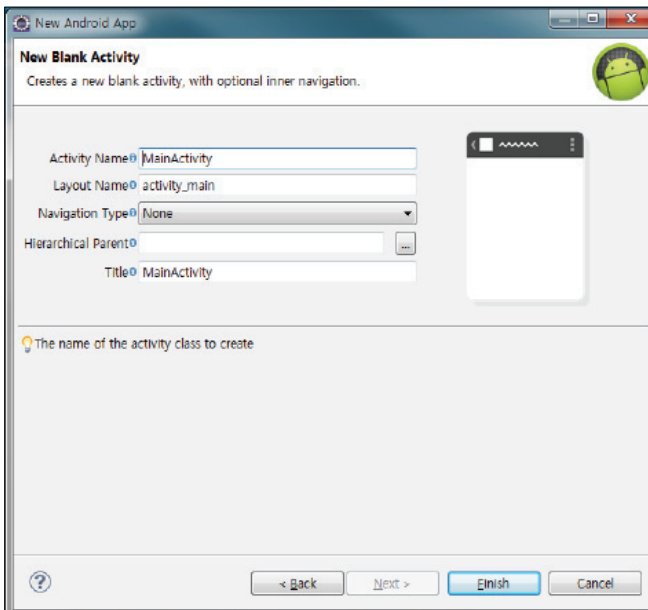 New Android App
New Blank Activity
Creates a new blank activity, with optional inner navigation.
Activity Name MainActivity
Layout Name activity_main
Navigation Type None
Hierarchical Parent ...
Title MainActivity
The name of the activity class to create
? < Back Next > Finish Cancel